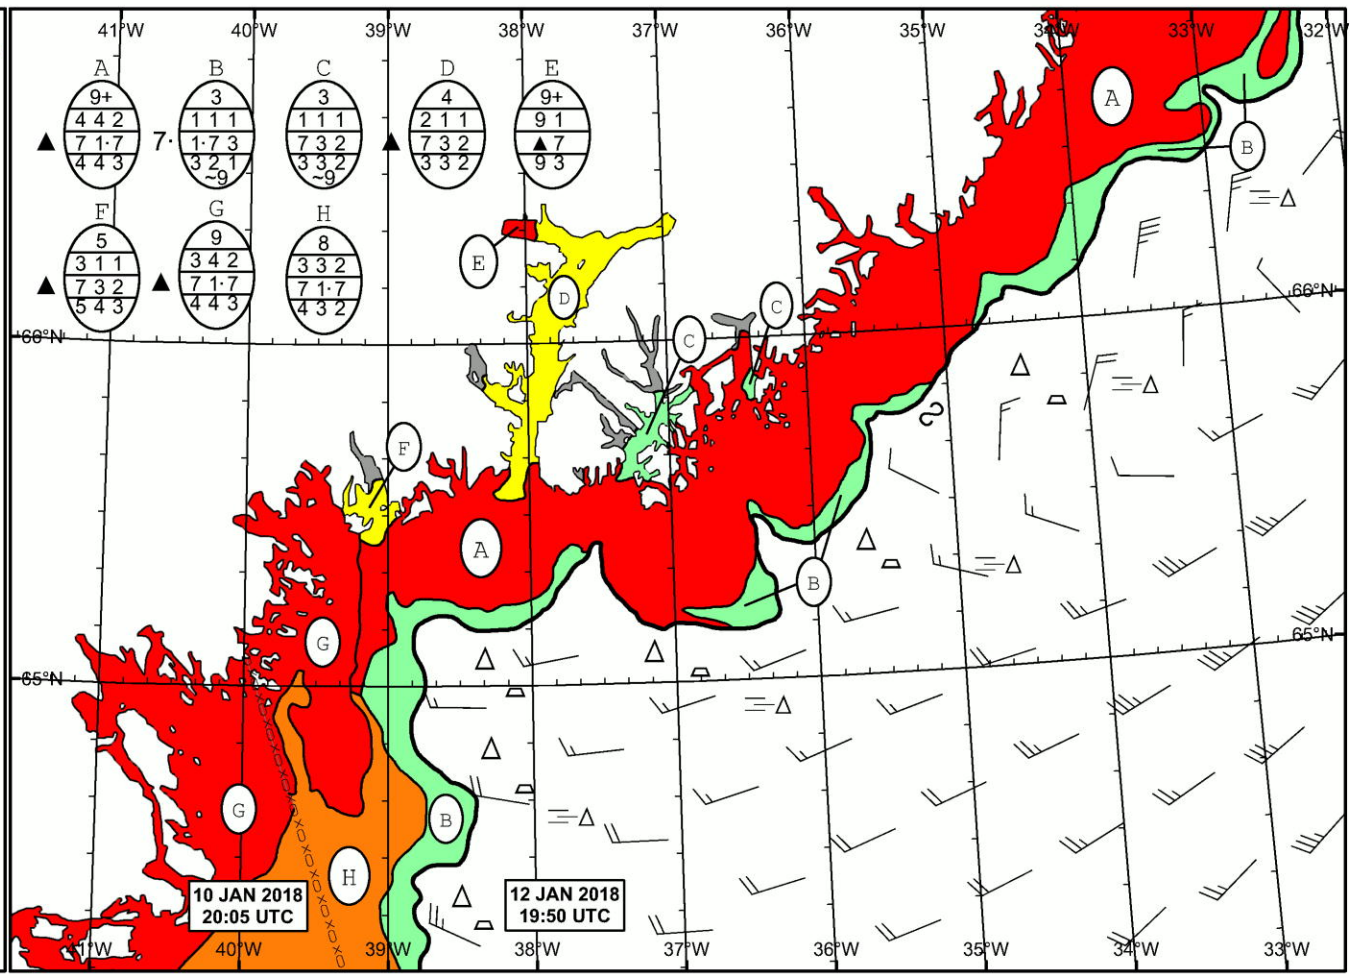 41°W 40°W 39°W 38°W 37°W 36°W 35°W 34°W 33°W 32°W
A B C D E
9+ 3 3 4 9+
4 4 2 1 1 1 1 1 1 2 1 1 9 1
▲ 7 1·7 7· 1·7 3 7 3 2 ▲ 7 3 2 ▲ 7
4 4 3 3 2 1 3 3 2 3 3 2 9 3
~9 ~9
F G H
5 9 8
3 1 1 3 4 2 3 3 2
▲ 7 3 2 ▲ 7 1·7 7 1·7
5 4 3 4 4 3 4 3 2
A
B
E
D
C
C
66°N 66°N
F
A
B
G
65°N 65°N
G
B
H
10 JAN 2018
20:05 UTC
12 JAN 2018
19:50 UTC
41°W 40°W 39°W 38°W 37°W 36°W 35°W 34°W 33°W